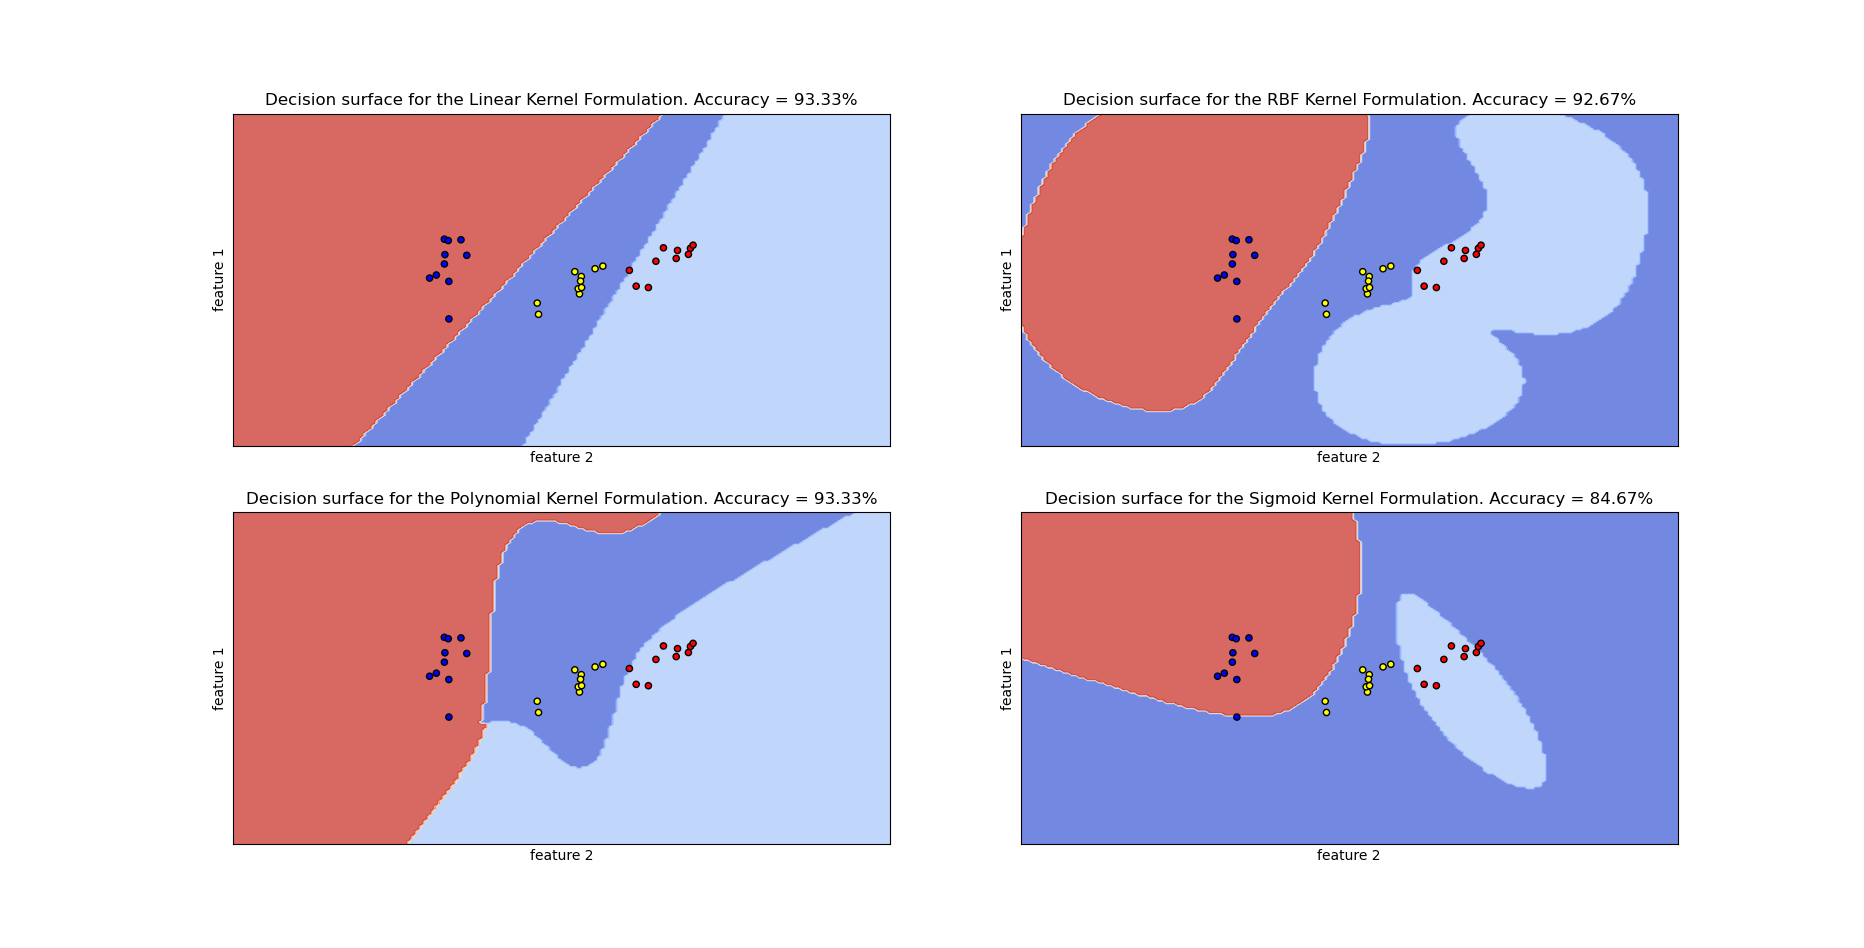 Decision surface for the Linear Kernel Formulation. Accuracy = 93.33%
feature 1
feature 2
Decision surface for the RBF Kernel Formulation. Accuracy = 92.67%
feature 1
feature 2
Decision surface for the Polynomial Kernel Formulation. Accuracy = 93.33%
feature 1
feature 2
Decision surface for the Sigmoid Kernel Formulation. Accuracy = 84.67%
feature 1
feature 2